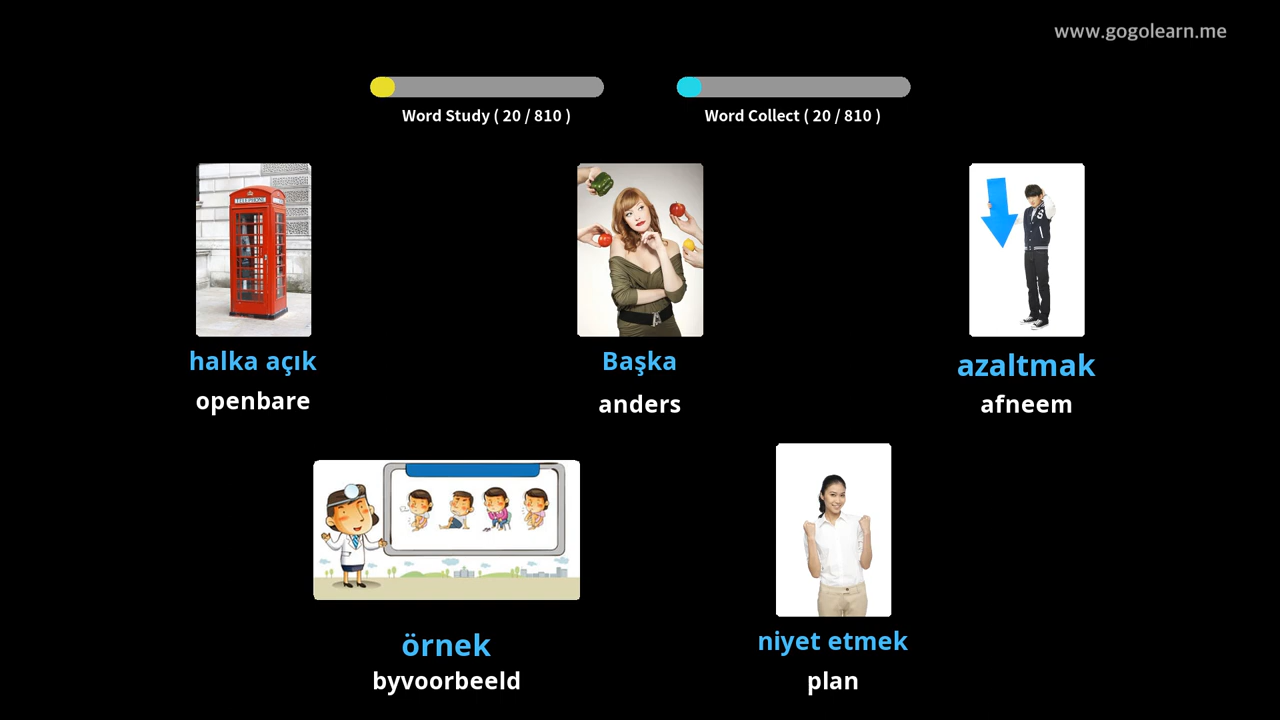 www.gogolearn.me
Word Study ( 20 / 810 )
Word Collect ( 20 / 810 )
TELEPHONE
halka açık
openbare
Başka
anders
azaltmak
afneem
örnek
byvoorbeeld
niyet etmek
plan